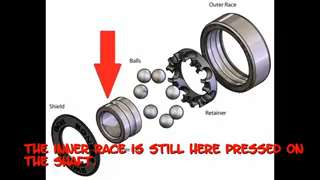 Outer Race
Balls
Retainer
Shield
THE INNER RACE IS STILL HERE PRESSED ON
THE SHAFT